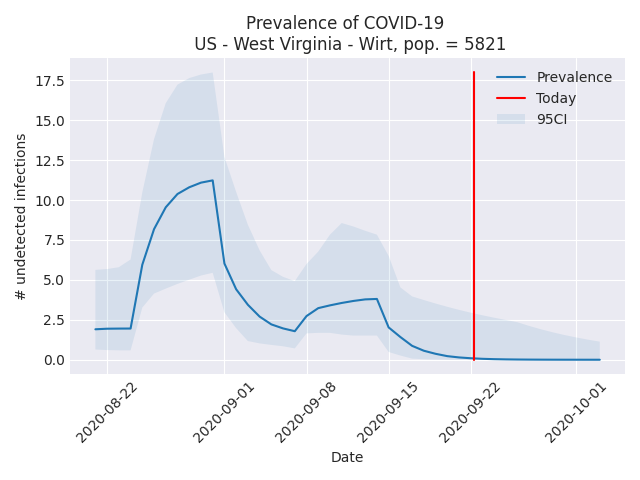 Prevalence of COVID-19
US - West Virginia - Wirt, pop. = 5821
Prevalence
Today
95CI
17.5
15.0
12.5
10.0
7.5
5.0
2.5
0.0
# undetected infections
2020-08-22
2020-09-01
2020-09-08
2020-09-15
2020-09-22
2020-10-01
Date